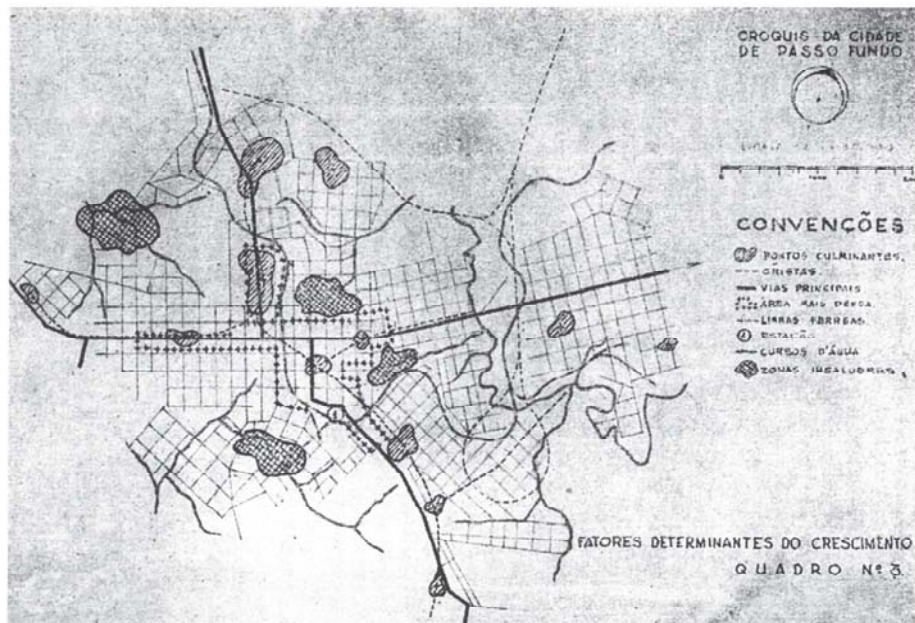 CROQUIS DA CIDADE
DE PASSO FUNDO
CONVENÇÕES
PONTOS CULMINANTES.
CRISTAS.
VIAS PRINCIPAIS
ÁREA MAIS DENSA.
LINHAS FÉRREAS.
ESTAÇÃO
CURSOS D'ÁGUA
ZONAS INSALUBRES.
FATORES DETERMINANTES DO CRESCIMENTO
QUADRO Nº 3